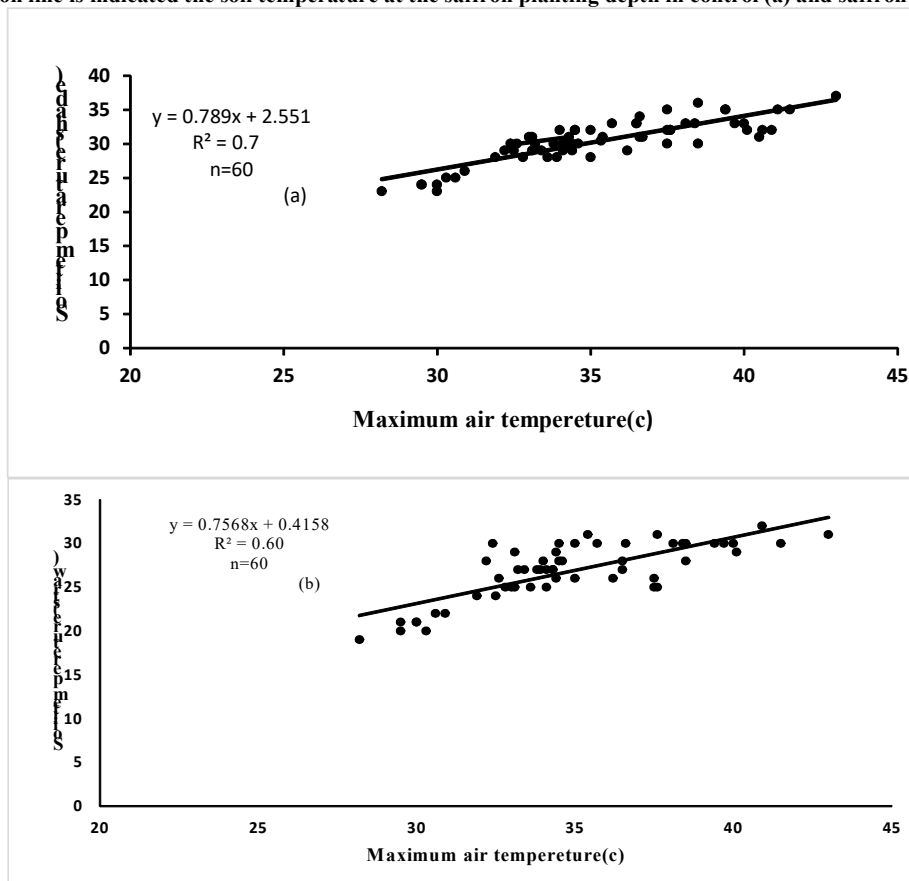 on line is indicated the soil temperature at the saffron planting depth in control (a) and saffron
40
35
30
25
20
15
10
5
0
y = 0.789x + 2.551
R² = 0.7
n=60
(a)
20 25 30 35 40 45
Maximum air tempereture(c)
35
30
25
20
15
10
5
0
y = 0.7568x + 0.4158
R² = 0.60
n=60
(b)
20 25 30 35 40 45
Maximum air tempereture(c)